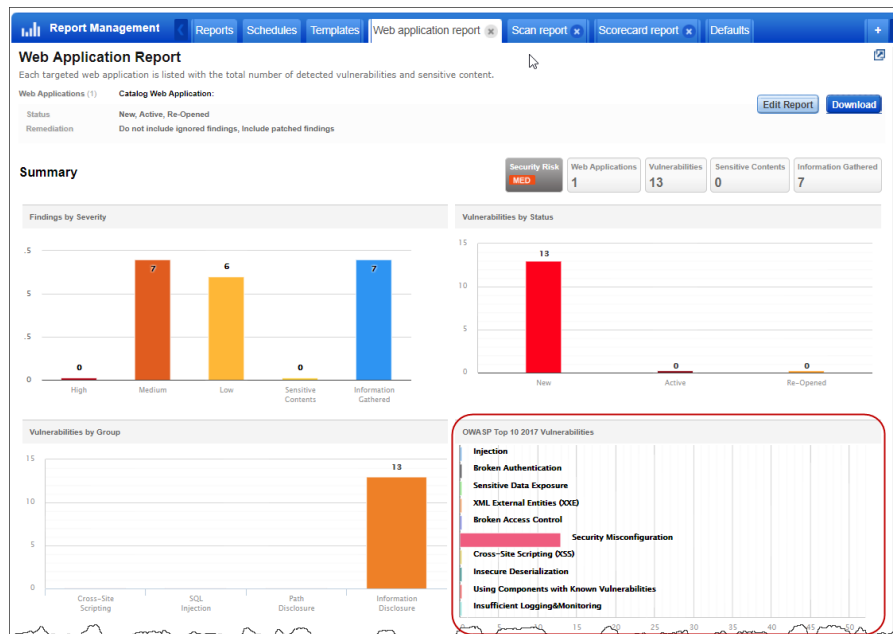 Report Management
Reports
Schedules
Templates
Web application report
Scan report
Scorecard report
Defaults
+
Web Application Report
Each targeted web application is listed with the total number of detected vulnerabilities and sensitive content.
Web Applications (1) Catalog Web Application:
Edit Report
Download
Status New, Active, Re-Opened
Remediation Do not include ignored findings, Include patched findings
Summary
Security Risk
MED
Web Applications
1
Vulnerabilities
13
Sensitive Contents
0
Information Gathered
7
Findings by Severity
.5
5
.5
0
0
7
6
0
7
High
Medium
Low
Sensitive
Contents
Information
Gathered
Vulnerabilities by Status
15
10
5
0
13
0
0
New
Active
Re-Opened
Vulnerabilities by Group
15
10
5
0
13
Cross-Site
Scripting
SQL
Injection
Path
Disclosure
Information
Disclosure
OWASP Top 10 2017 Vulnerabilities
Injection
Broken Authentication
Sensitive Data Exposure
XML External Entities (XXE)
Broken Access Control
Security Misconfiguration
Cross-Site Scripting (XSS)
Insecure Deserialization
Using Components with Known Vulnerabilities
Insufficient Logging&Monitoring
0 5 10 15 20 25 30 35 40 45 50